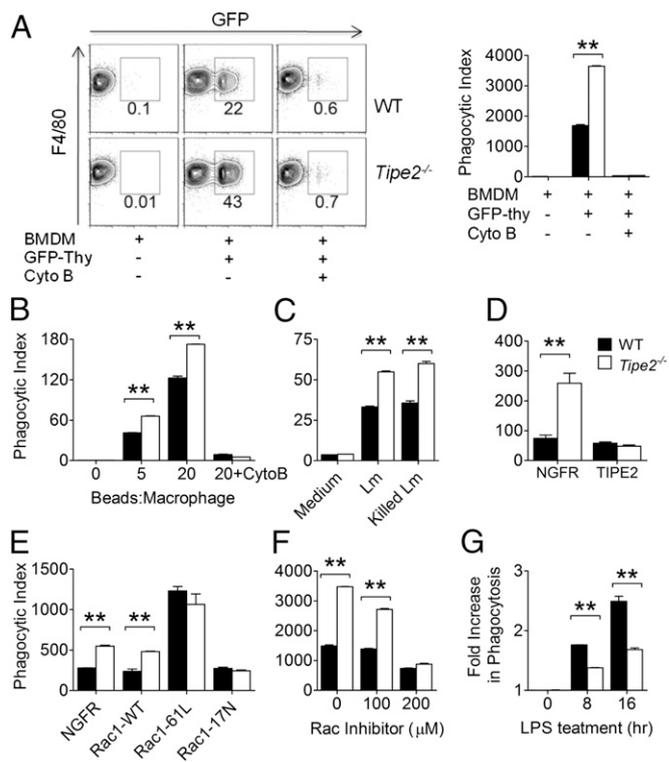 A
GFP
F4/80
0.1 22 0.6 WT
0.01 43 0.7 Tipe2-/-
BMDM + + +
GFP-Thy - + +
Cyto B - - +
Phagocytic Index
4000
3000
2000
1000
0
**
BMDM + + +
GFP-thy - + +
Cyto B - - +
B
Phagocytic Index
180
120
60
0
** **
0 5 20 20+CytoB
Beads:Macrophage
C
75
50
25
0
** **
Medium Lm Killed Lm
D
400
300
200
100
0
**
WT
Tipe2-/-
NGFR TIPE2
E
Phagocytic Index
1500
1000
500
0
** **
NGFR Rac1-WT Rac1-61L Rac1-17N
F
4000
3000
2000
1000
0
** **
0 100 200
Rac Inhibitor (µM)
G
Fold Increase
in Phagocytosis
3
2
1
** **
0 8 16
LPS teatment (hr)